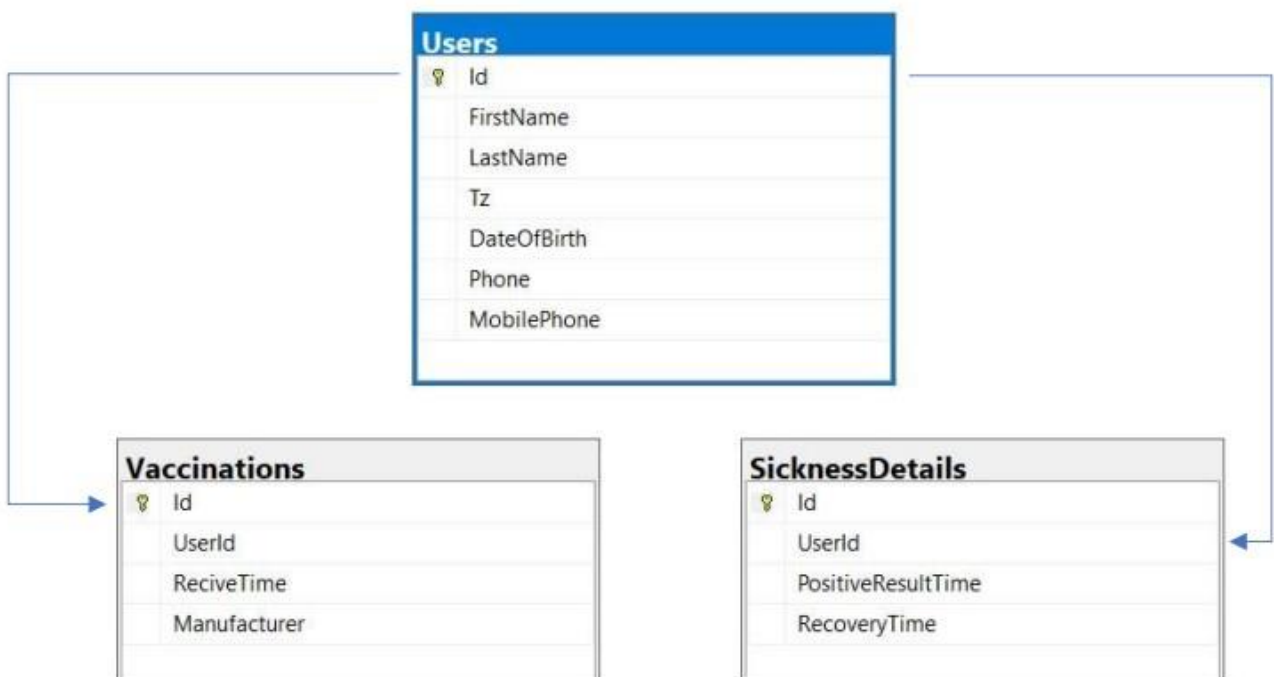 Users
Id
FirstName
LastName
Tz
DateOfBirth
Phone
MobilePhone
Vaccinations
Id
UserId
ReciveTime
Manufacturer
SicknessDetails
Id
UserId
PositiveResultTime
RecoveryTime